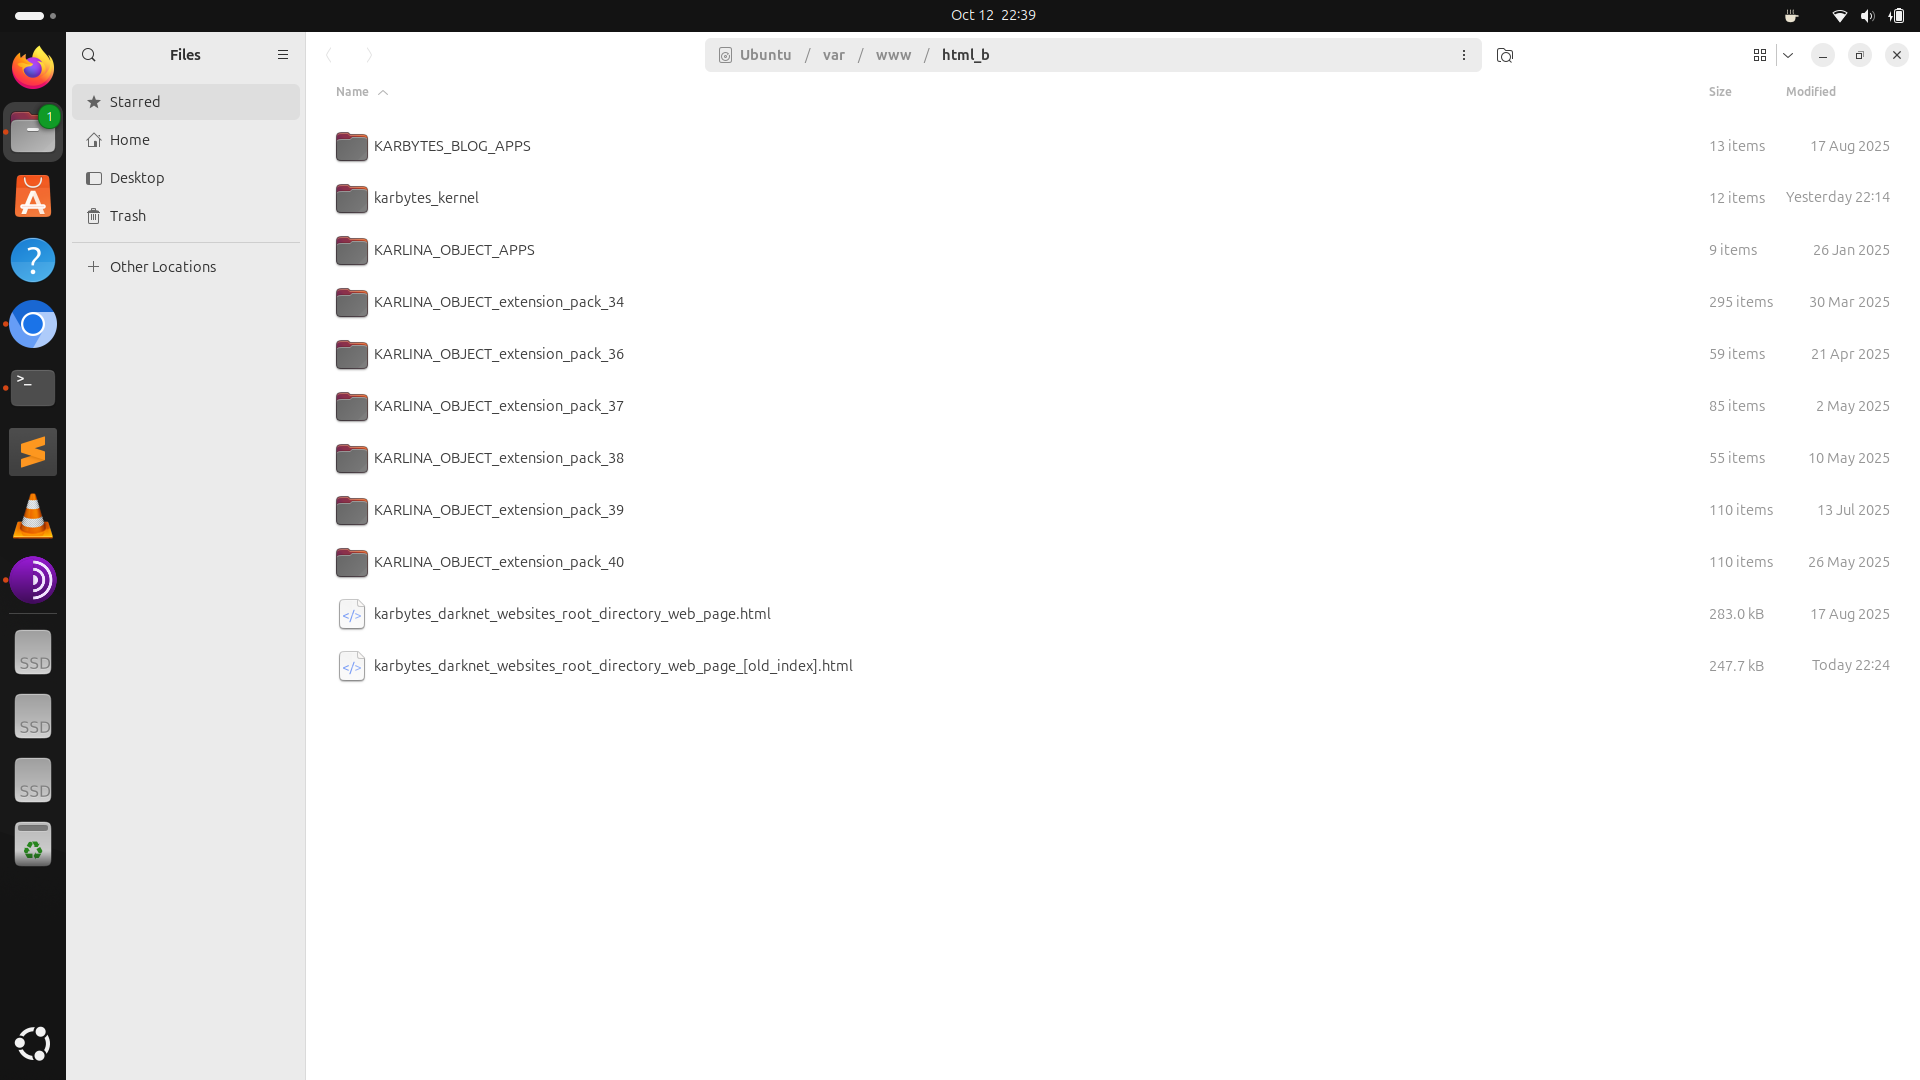 Oct 12 22:39
Files
Ubuntu / var / www / html_b
Starred
Home
Desktop
Trash
Other Locations
Name Size Modified
KARBYTES_BLOG_APPS 13 items 17 Aug 2025
karbytes_kernel 12 items Yesterday 22:14
KARLINA_OBJECT_APPS 9 items 26 Jan 2025
KARLINA_OBJECT_extension_pack_34 295 items 30 Mar 2025
KARLINA_OBJECT_extension_pack_36 59 items 21 Apr 2025
KARLINA_OBJECT_extension_pack_37 85 items 2 May 2025
KARLINA_OBJECT_extension_pack_38 55 items 10 May 2025
KARLINA_OBJECT_extension_pack_39 110 items 13 Jul 2025
KARLINA_OBJECT_extension_pack_40 110 items 26 May 2025
karbytes_darknet_websites_root_directory_web_page.html 283.0 kB 17 Aug 2025
karbytes_darknet_websites_root_directory_web_page_[old_index].html 247.7 kB Today 22:24
1
?
>_
SSD
SSD
SSD